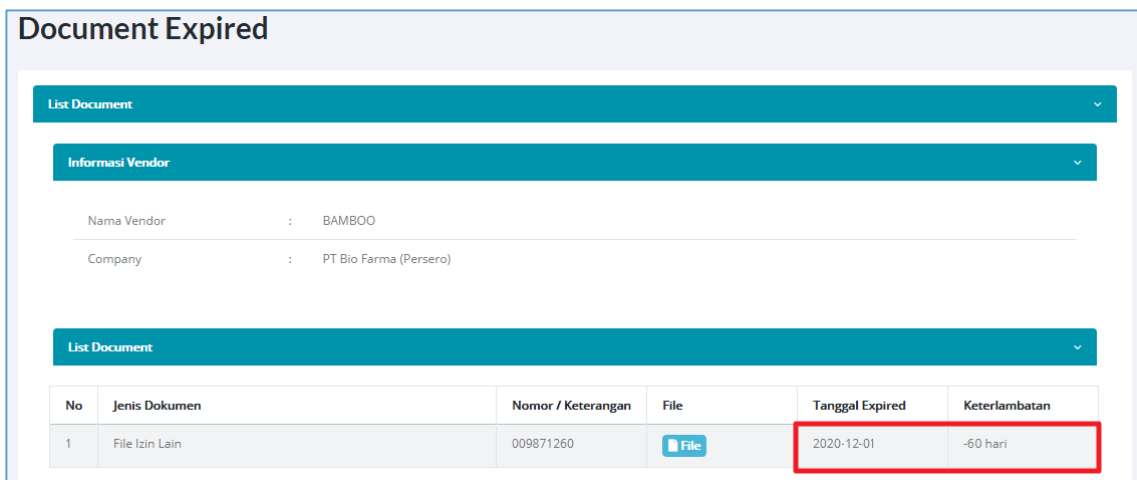 Document Expired
List Document
Informasi Vendor
Nama Vendor : BAMBOO
Company : PT Bio Farma (Persero)
List Document
No Jenis Dokumen Nomor / Keterangan File Tanggal Expired Keterlambatan
1 File Izin Lain 009871260 File 2020-12-01 -60 hari